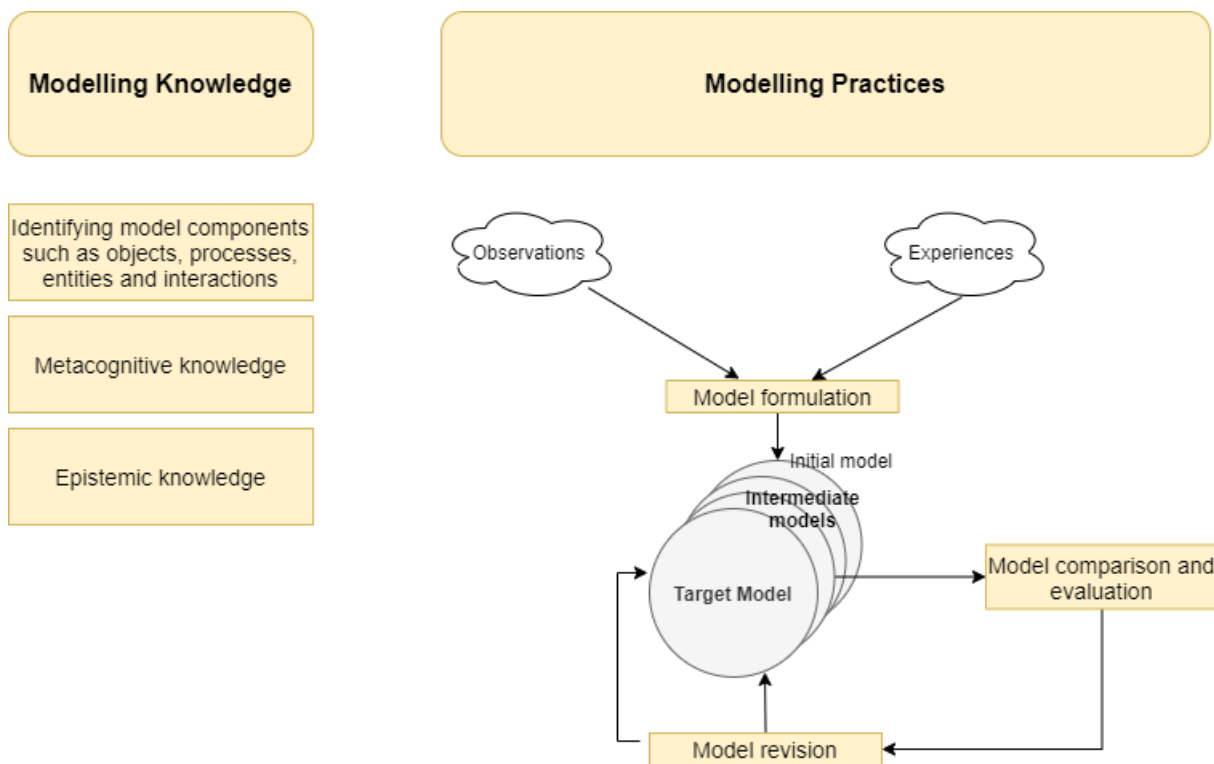 Modelling Knowledge
Modelling Practices
Identifying model components
such as objects, processes,
entities and interactions
Metacognitive knowledge
Epistemic knowledge
Observations
Experiences
Model formulation
Initial model
Intermediate
models
Target Model
Model comparison and
evaluation
Model revision